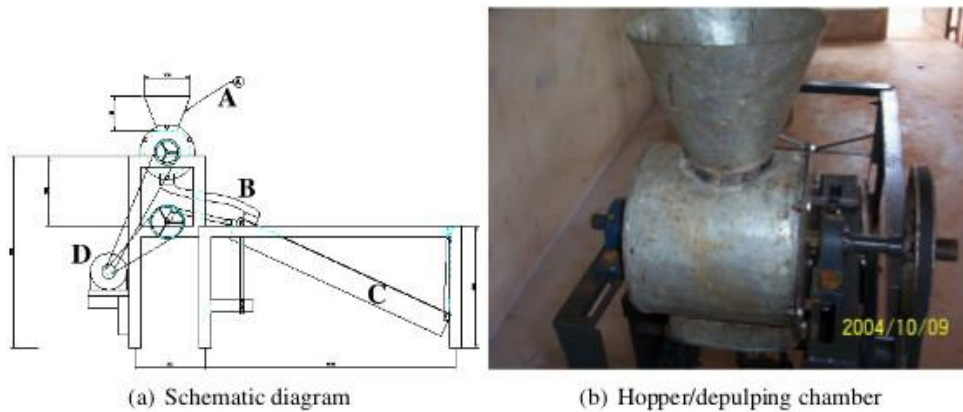 A
B
D
C
2004/10/09
(a) Schematic diagram
(b) Hopper/depulping chamber